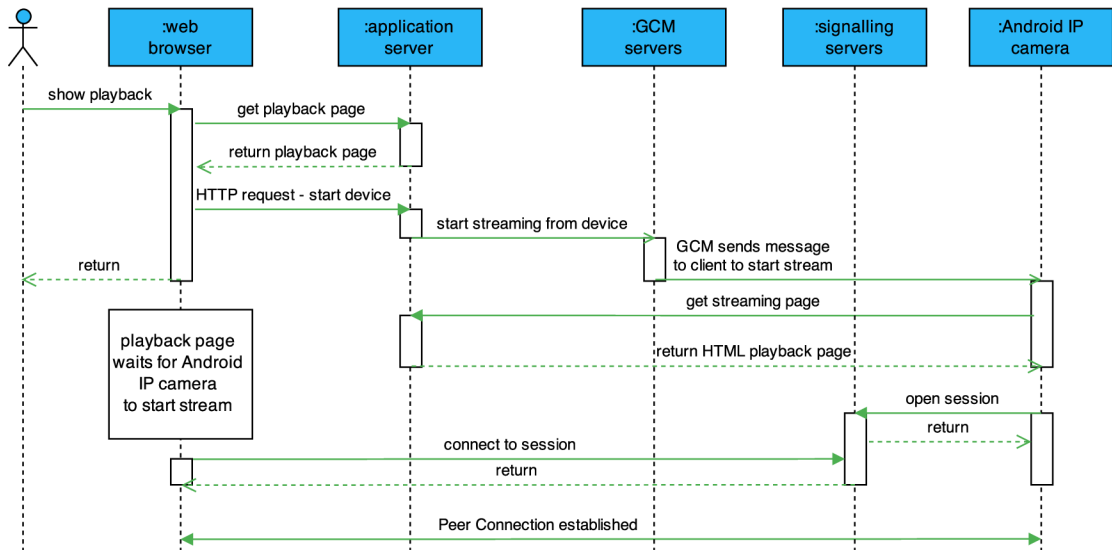 :web
browser
:application
server
:GCM
servers
:signalling
servers
:Android IP
camera
show playback
get playback page
return playback page
HTTP request - start device
start streaming from device
GCM sends message
to client to start stream
return
get streaming page
playback page
waits for Android
IP camera
to start stream
return HTML playback page
open session
return
connect to session
return
Peer Connection established